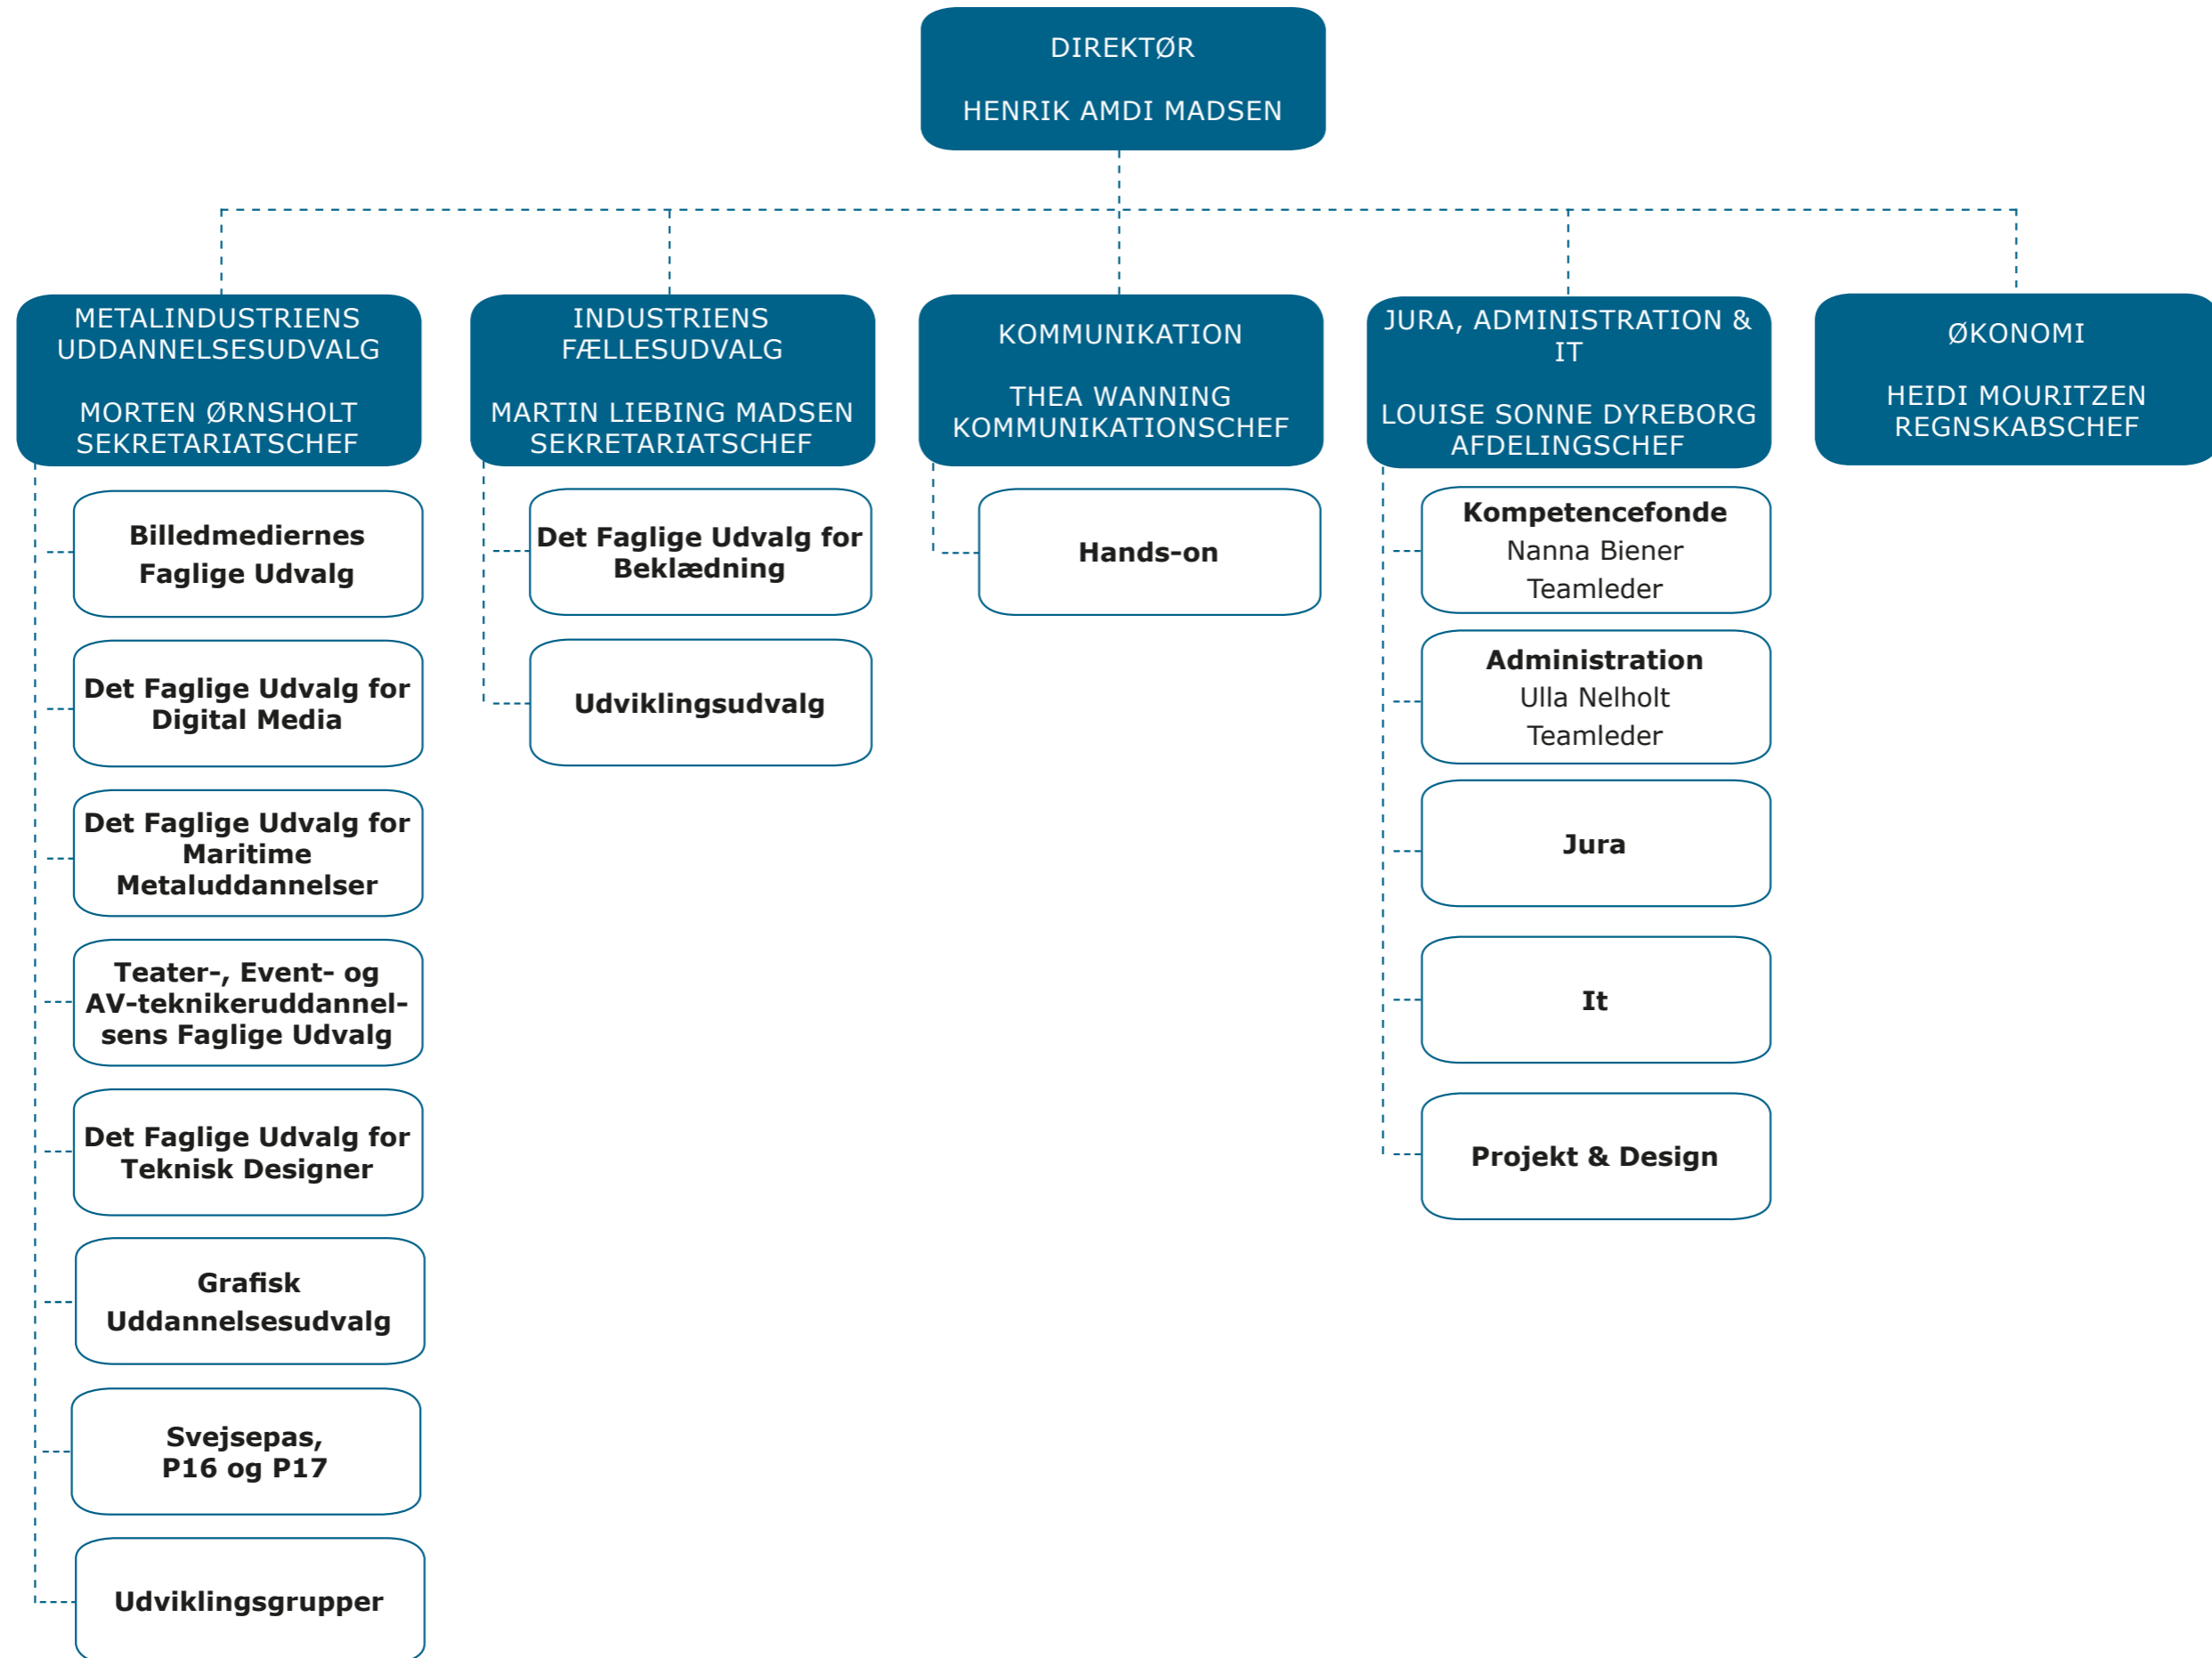 DIREKTØR
HENRIK AMDI MADSEN
METALINDUSTRIENS
UDDANNELSESUDVALG
MORTEN ØRNSHOLT
SEKRETARIATSCHEF
Billedmediernes
Faglige Udvalg
Det Faglige Udvalg for
Digital Media
Det Faglige Udvalg for
Maritime
Metaluddannelser
Teater-, Event- og
AV-teknikeruddannel-
sens Faglige Udvalg
Det Faglige Udvalg for
Teknisk Designer
Grafisk
Uddannelsesudvalg
Svejsepas,
P16 og P17
Udviklingsgrupper
INDUSTRIENS
FÆLLESUDVALG
MARTIN LIEBING MADSEN
SEKRETARIATSCHEF
Det Faglige Udvalg for
Beklædning
Udviklingsudvalg
KOMMUNIKATION
THEA WANNING
KOMMUNIKATIONSCHEF
Hands-on
JURA, ADMINISTRATION &
IT
LOUISE SONNE DYREBORG
AFDELINGSCHEF
Kompetencefonde
Nanna Biener
Teamleder
Administration
Ulla Nelholt
Teamleder
Jura
It
Projekt & Design
ØKONOMI
HEIDI MOURITZEN
REGNSKABSCHEF